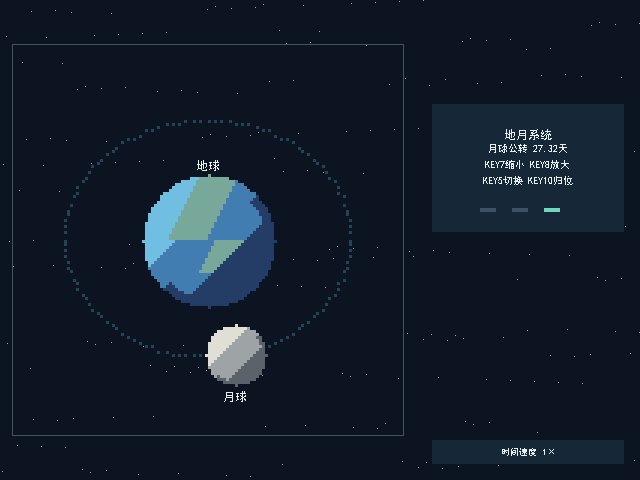 地球
月球
地月系统
月球公转 27.32天
KEY7缩小 KEY8放大
KEY5切换 KEY10归位
时间速度 1×